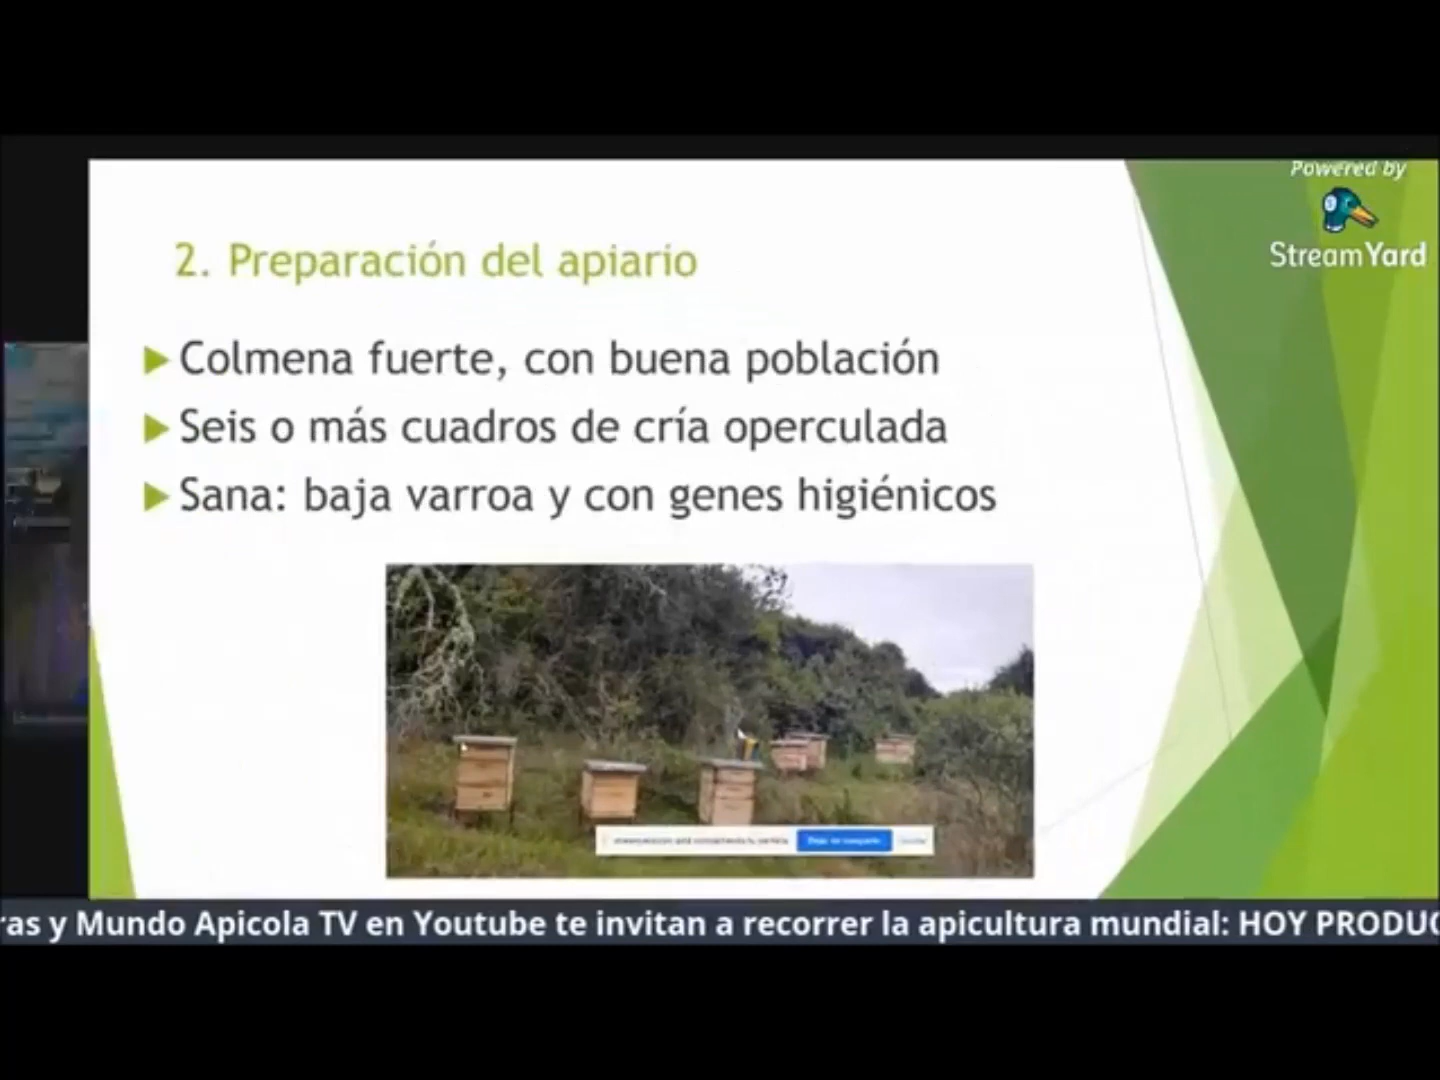 Powered by
StreamYard
2. Preparación del apiario
Colmena fuerte, con buena población
Seis o más cuadros de cría operculada
Sana: baja varroa y con genes higiénicos
ras y Mundo Apicola TV en Youtube te invitan a recorrer la apicultura mundial: HOY PRODUC